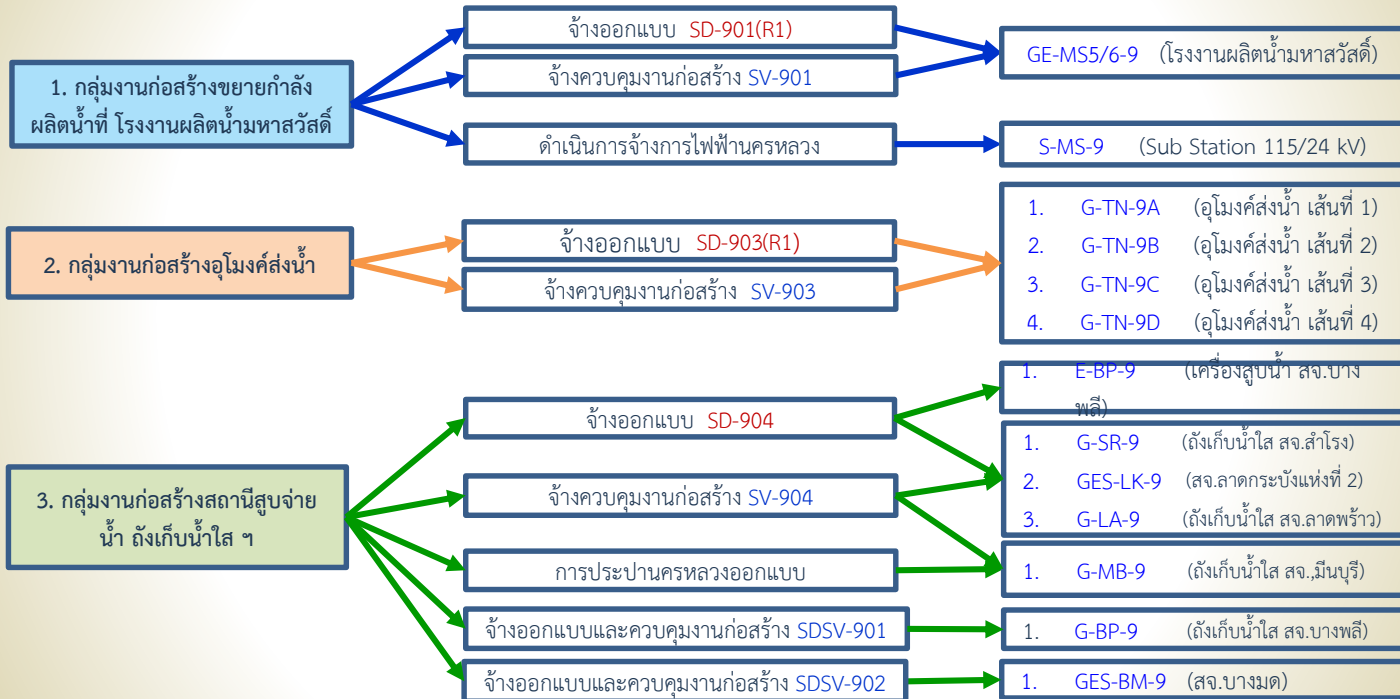 1. กลุ่มงานก่อสร้างขยายกำลัง
ผลิตน้ำที่ โรงงานผลิตน้ำมหาสวัสดิ์
จ้างออกแบบ SD-901(R1)
จ้างควบคุมงานก่อสร้าง SV-901
ดำเนินการจ้างการไฟฟ้านครหลวง
GE-MS5/6-9 (โรงงานผลิตน้ำมหาสวัสดิ์)
S-MS-9 (Sub Station 115/24 kV)
2. กลุ่มงานก่อสร้างอุโมงค์ส่งน้ำ
จ้างออกแบบ SD-903(R1)
จ้างควบคุมงานก่อสร้าง SV-903
1. G-TN-9A (อุโมงค์ส่งน้ำ เส้นที่ 1)
2. G-TN-9B (อุโมงค์ส่งน้ำ เส้นที่ 2)
3. G-TN-9C (อุโมงค์ส่งน้ำ เส้นที่ 3)
4. G-TN-9D (อุโมงค์ส่งน้ำ เส้นที่ 4)
3. กลุ่มงานก่อสร้างสถานีสูบจ่าย
น้ำ ถังเก็บน้ำใส ฯ
จ้างออกแบบ SD-904
จ้างควบคุมงานก่อสร้าง SV-904
การประปานครหลวงออกแบบ
จ้างออกแบบและควบคุมงานก่อสร้าง SDSV-901
จ้างออกแบบและควบคุมงานก่อสร้าง SDSV-902
1. E-BP-9 (เครื่องสูบน้ำ สจ.บาง
พลี)
1. G-SR-9 (ถังเก็บน้ำใส สจ.สำโรง)
2. GES-LK-9 (สจ.ลาดกระบังแห่งที่ 2)
3. G-LA-9 (ถังเก็บน้ำใส สจ.ลาดพร้าว)
1. G-MB-9 (ถังเก็บน้ำใส สจ.,มีนบุรี)
1. G-BP-9 (ถังเก็บน้ำใส สจ.บางพลี)
1. GES-BM-9 (สจ.บางมด)